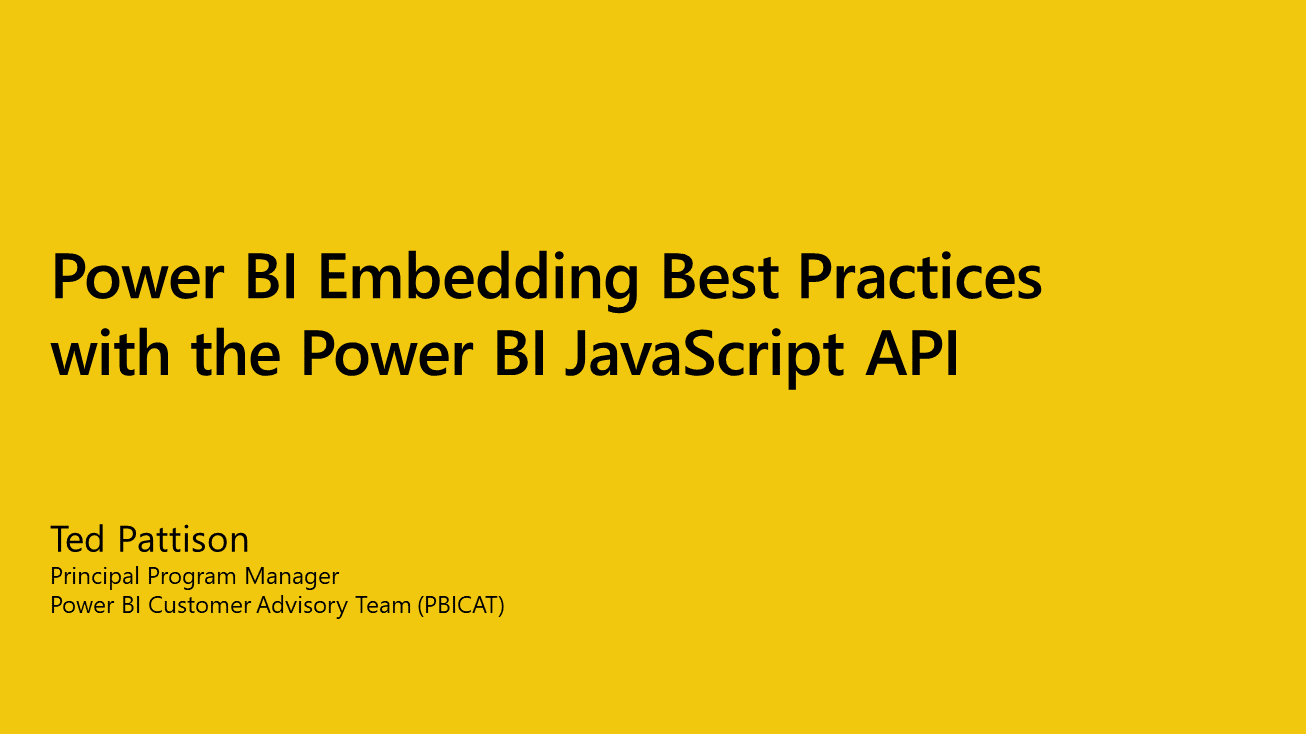 Power BI Embedding Best Practices
with the Power BI JavaScript API
Ted Pattison
Principal Program Manager
Power BI Customer Advisory Team (PBICAT)